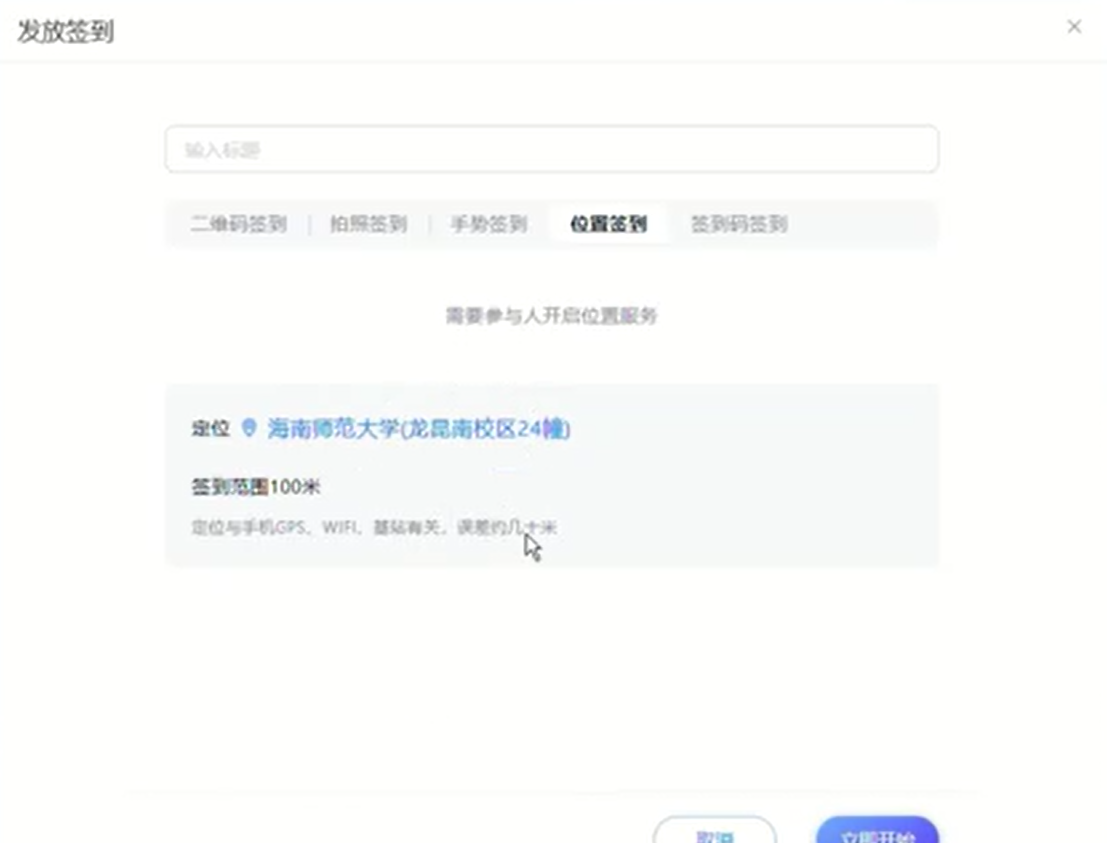 发放签到
输入标题
二维码签到 拍照签到 手势签到 位置签到 签到码签到
需要参与人开启位置服务
定位 海南师范大学(龙昆南校区24幢)
签到范围100米
定位与手机GPS、WIFI、基站有关，误差约几十米
取消 立即开始